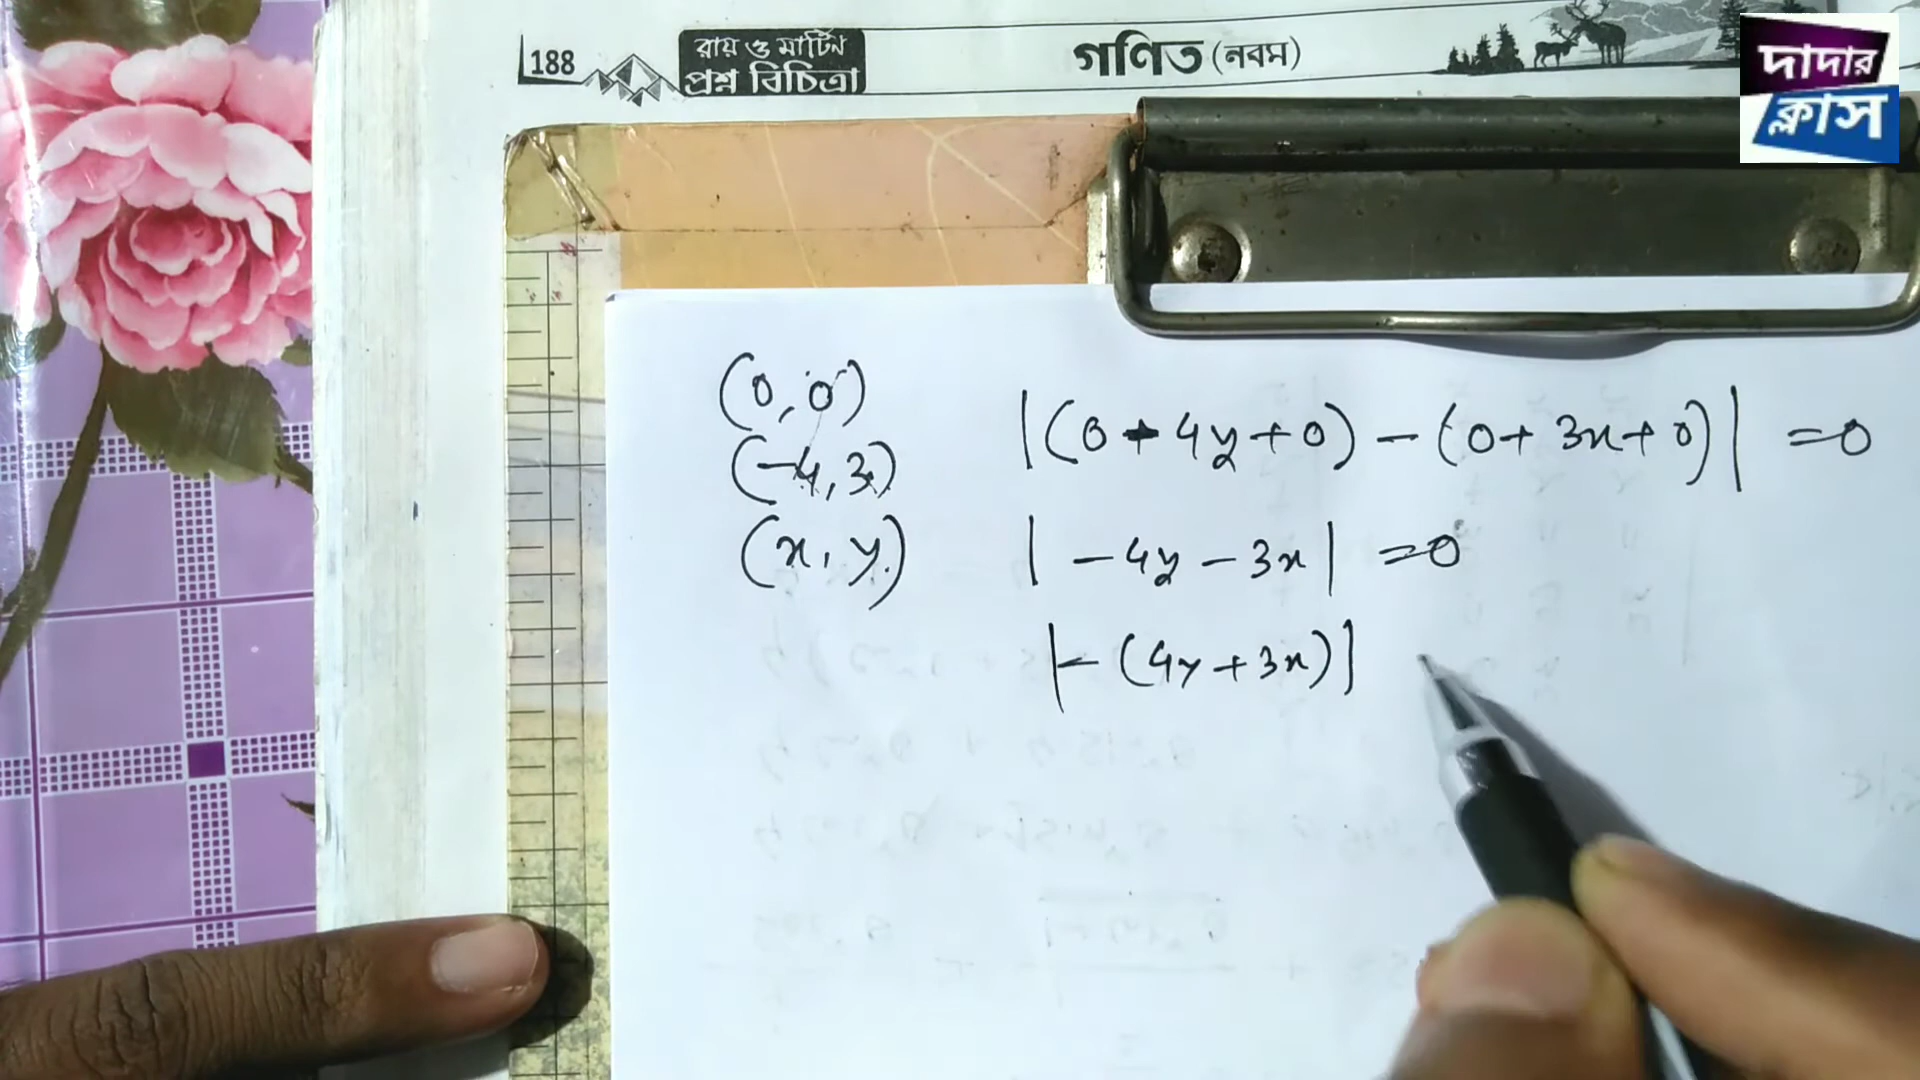 188
রায় ও মার্টিন
প্রশ্ন বিচিত্রা
গণিত (নবম)
দাদার
ক্লাস
(0, 0)
(-4, 3)
(x, y)
|(0 - 4y + 0) - (0 + 3x + 0)| = 0
|-4y - 3x| = 0
|-(4y + 3x)|